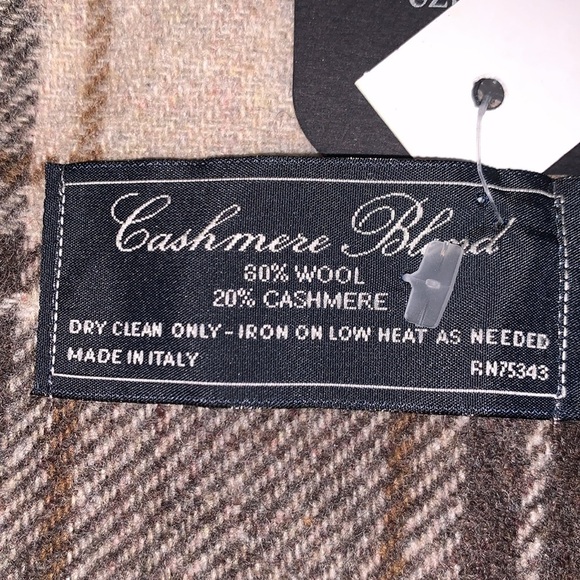 Cashmere Blend
80% WOOL
20% CASHMERE
DRY CLEAN ONLY - IRON ON LOW HEAT AS NEEDED
MADE IN ITALY
RN75343